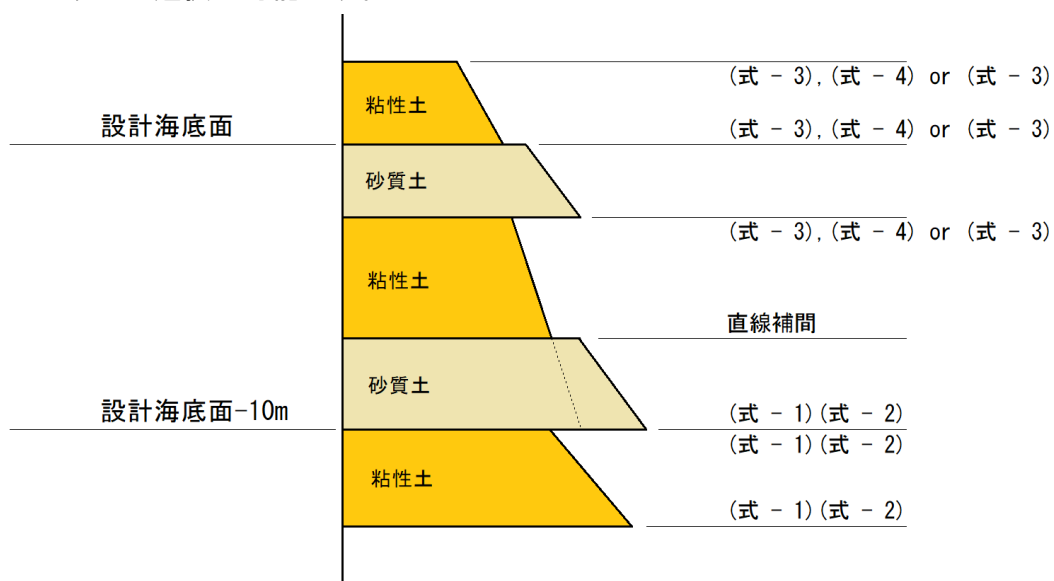 粘性土
(式 - 3),(式 - 4) or (式 - 3)
設計海底面
(式 - 3),(式 - 4) or (式 - 3)
砂質土
(式 - 3),(式 - 4) or (式 - 3)
粘性土
直線補間
砂質土
設計海底面-10m
(式 - 1)(式 - 2)
(式 - 1)(式 - 2)
粘性土
(式 - 1)(式 - 2)